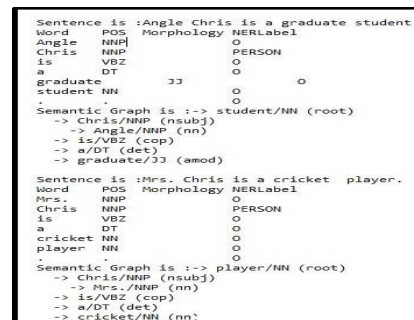 Sentence is :Angle Chris is a graduate student
Word POS Morphology NERLabel
Angle NNP O
Chris NNP PERSON
is VBZ O
a DT O
graduate JJ O
student NN O
. . O
Semantic Graph is :-> student/NN (root)
-> Chris/NNP (nsubj)
-> Angle/NNP (nn)
-> is/VBZ (cop)
-> a/DT (det)
-> graduate/JJ (amod)
Sentence is :Mrs. Chris is a cricket player.
Word POS Morphology NERLabel
Mrs. NNP O
Chris NNP PERSON
is VBZ O
a DT O
cricket NN O
player NN O
. . O
Semantic Graph is :-> player/NN (root)
-> Chris/NNP (nsubj)
-> Mrs./NNP (nn)
-> is/VBZ (cop)
-> a/DT (det)
-> cricket/NN (nn)